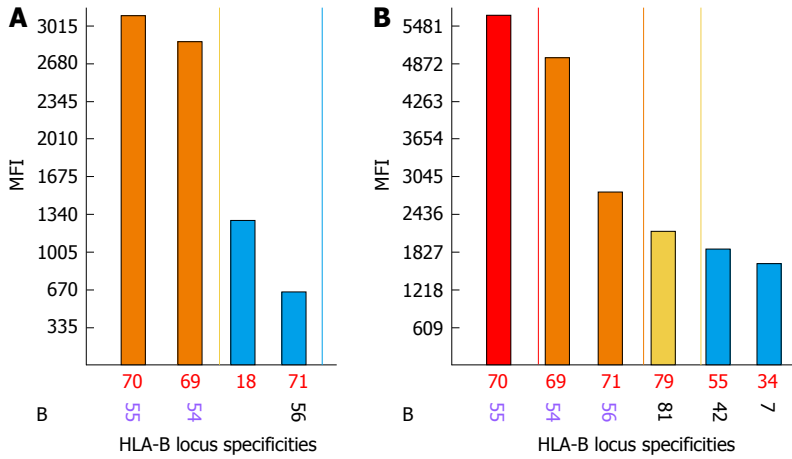 A
3015
2680
2345
2010
1675
1340
1005
670
335
MFI
70 69 18 71
B 55 54 56
HLA-B locus specificities
B
5481
4872
4263
3654
3045
2436
1827
1218
609
MFI
70 69 71 79 55 34
B 55 54 56 81 42 7
HLA-B locus specificities